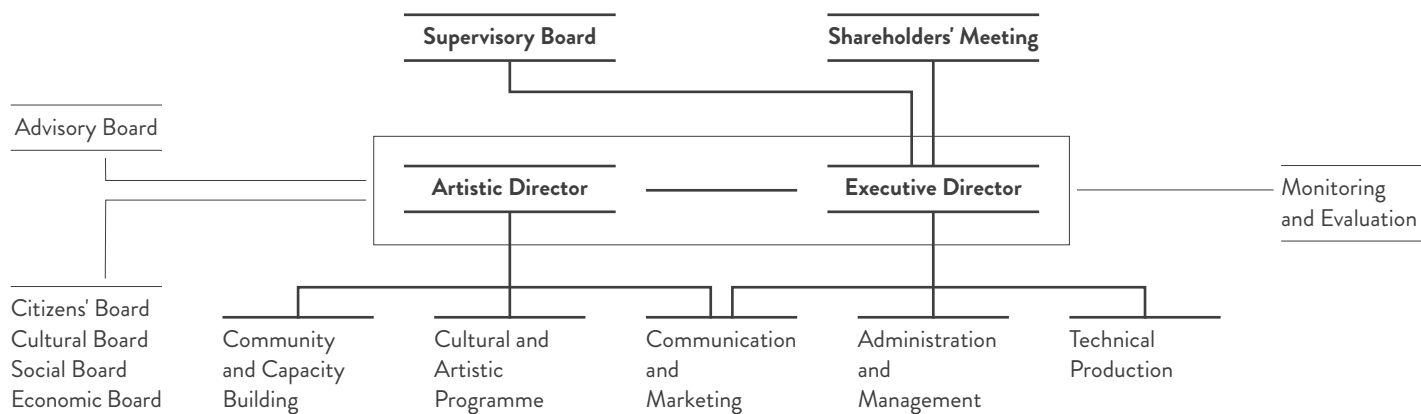 Supervisory Board
Shareholders' Meeting
Advisory Board
Artistic Director
Executive Director
Monitoring
and Evaluation
Citizens' Board
Cultural Board
Social Board
Economic Board
Community
and Capacity
Building
Cultural and
Artistic
Programme
Communication
and
Marketing
Administration
and
Management
Technical
Production